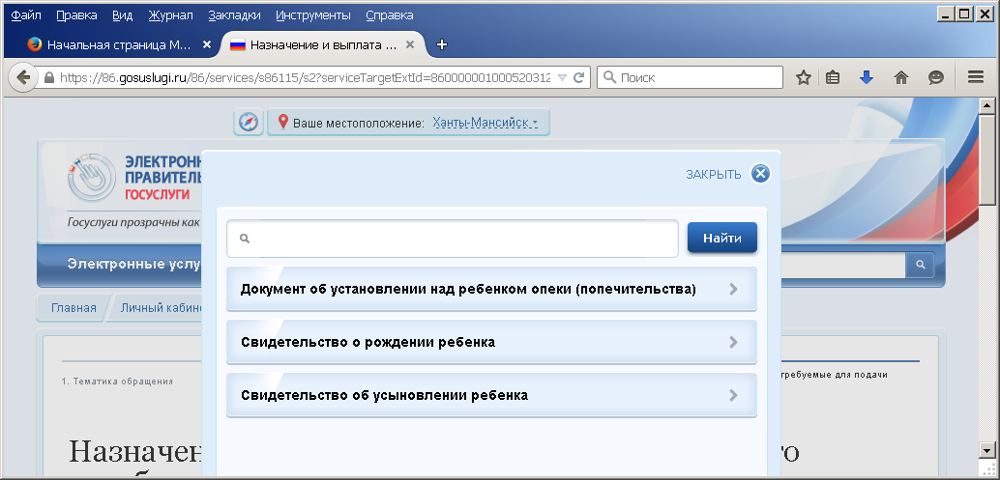 Файл Правка Вид Журнал Закладки Инструменты Справка
Начальная страница M... × Назначение и выплата ... × +
https://86.gosuslugi.ru/86/services/s86115/s2?serviceTargetExtId=860000001000520312 Поиск
Ваше местоположение: Ханты-Мансийск
ЭЛЕКТРОНН
ПРАВИТЕЛЬ
ГОСУСЛУГИ
Госуслуги прозрачны как
ЗАКРЫТЬ
Найти
Электронные услу
Документ об установлении над ребенком опеки (попечительства)
Главная Личный кабин
Свидетельство о рождении ребенка
1. Тематика обращения
требуемые для подачи
Свидетельство об усыновлении ребенка
Назначен
го